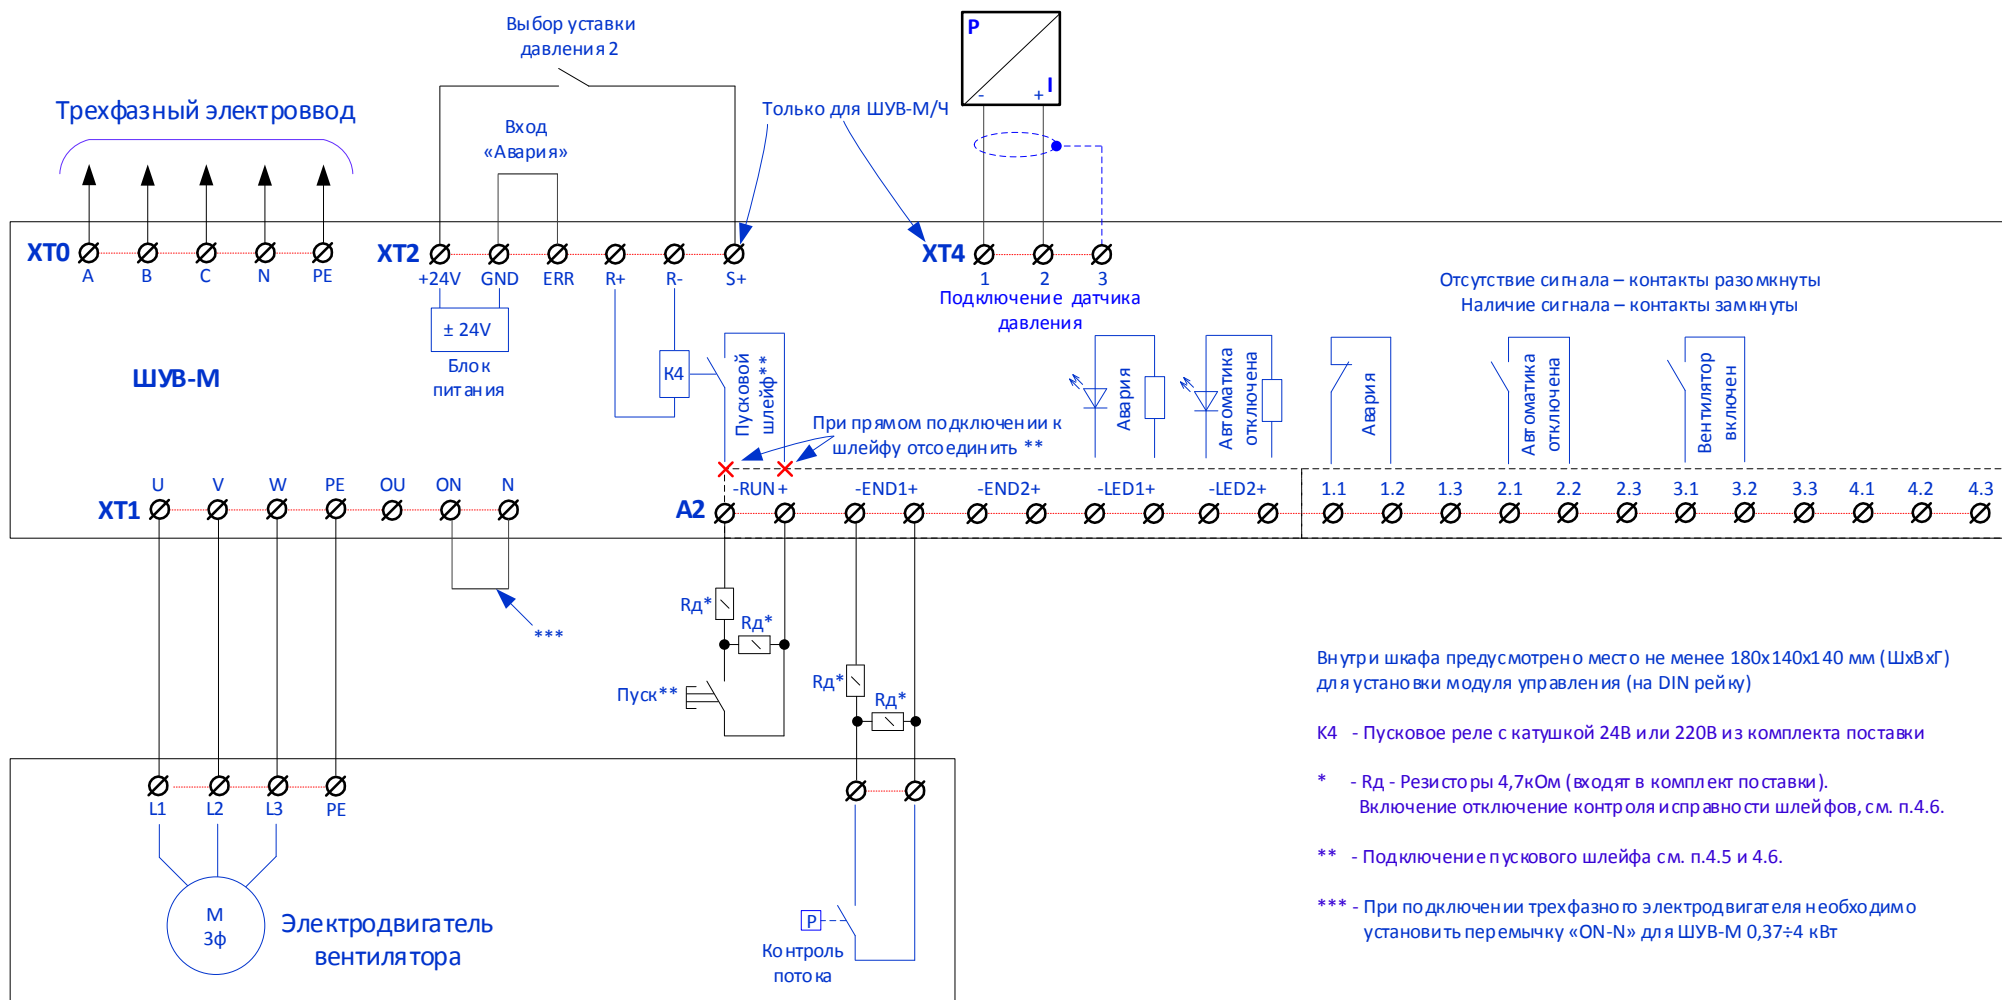 Выбор уставки
давления 2
P
I
- +
Трехфазный электроввод
Вход
«Авария»
Только для ШУВ-М/Ч
XT0
A B C N PE
XT2
+24V GND ERR R+ R- S+
XT4
1 2 3
Подключение датчика
давления
± 24V
Блок
питания
K4
Пусковой
шлейф**
ШУВ-М
При прямом подключении к
шлейфу отсоединить **
Авария
Автоматика
отключена
Отсутствие сигнала – контакты разомкнуты
Наличие сигнала – контакты замкнуты
Авария
Автоматика
отключена
Вентилятор
включен
XT1
U V W PE OU ON N
A2
-RUN+ -END1+ -END2+ -LED1+ -LED2+ 1.1 1.2 1.3 2.1 2.2 2.3 3.1 3.2 3.3 4.1 4.2 4.3
***
Rд*
Rд*
Пуск**
Rд*
Rд*
L1 L2 L3 PE
М
3ф
Электродвигатель
вентилятора
P
Контроль
потока
Внутри шкафа предусмотрено место не менее 180х140х140 мм (ШхВхГ)
для установки модуля управления (на DIN рейку)
К4 - Пусковое реле с катушкой 24В или 220В из комплекта поставки
* - Rд - Резисторы 4,7кОм (входят в комплект поставки).
Включение отключение контроля исправности шлейфов, см. п.4.6.
** - Подключение пускового шлейфа см. п.4.5 и 4.6.
*** - При подключении трехфазного электродвигателя необходимо
установить перемычку «ON-N» для ШУВ-М 0,37÷4 кВт